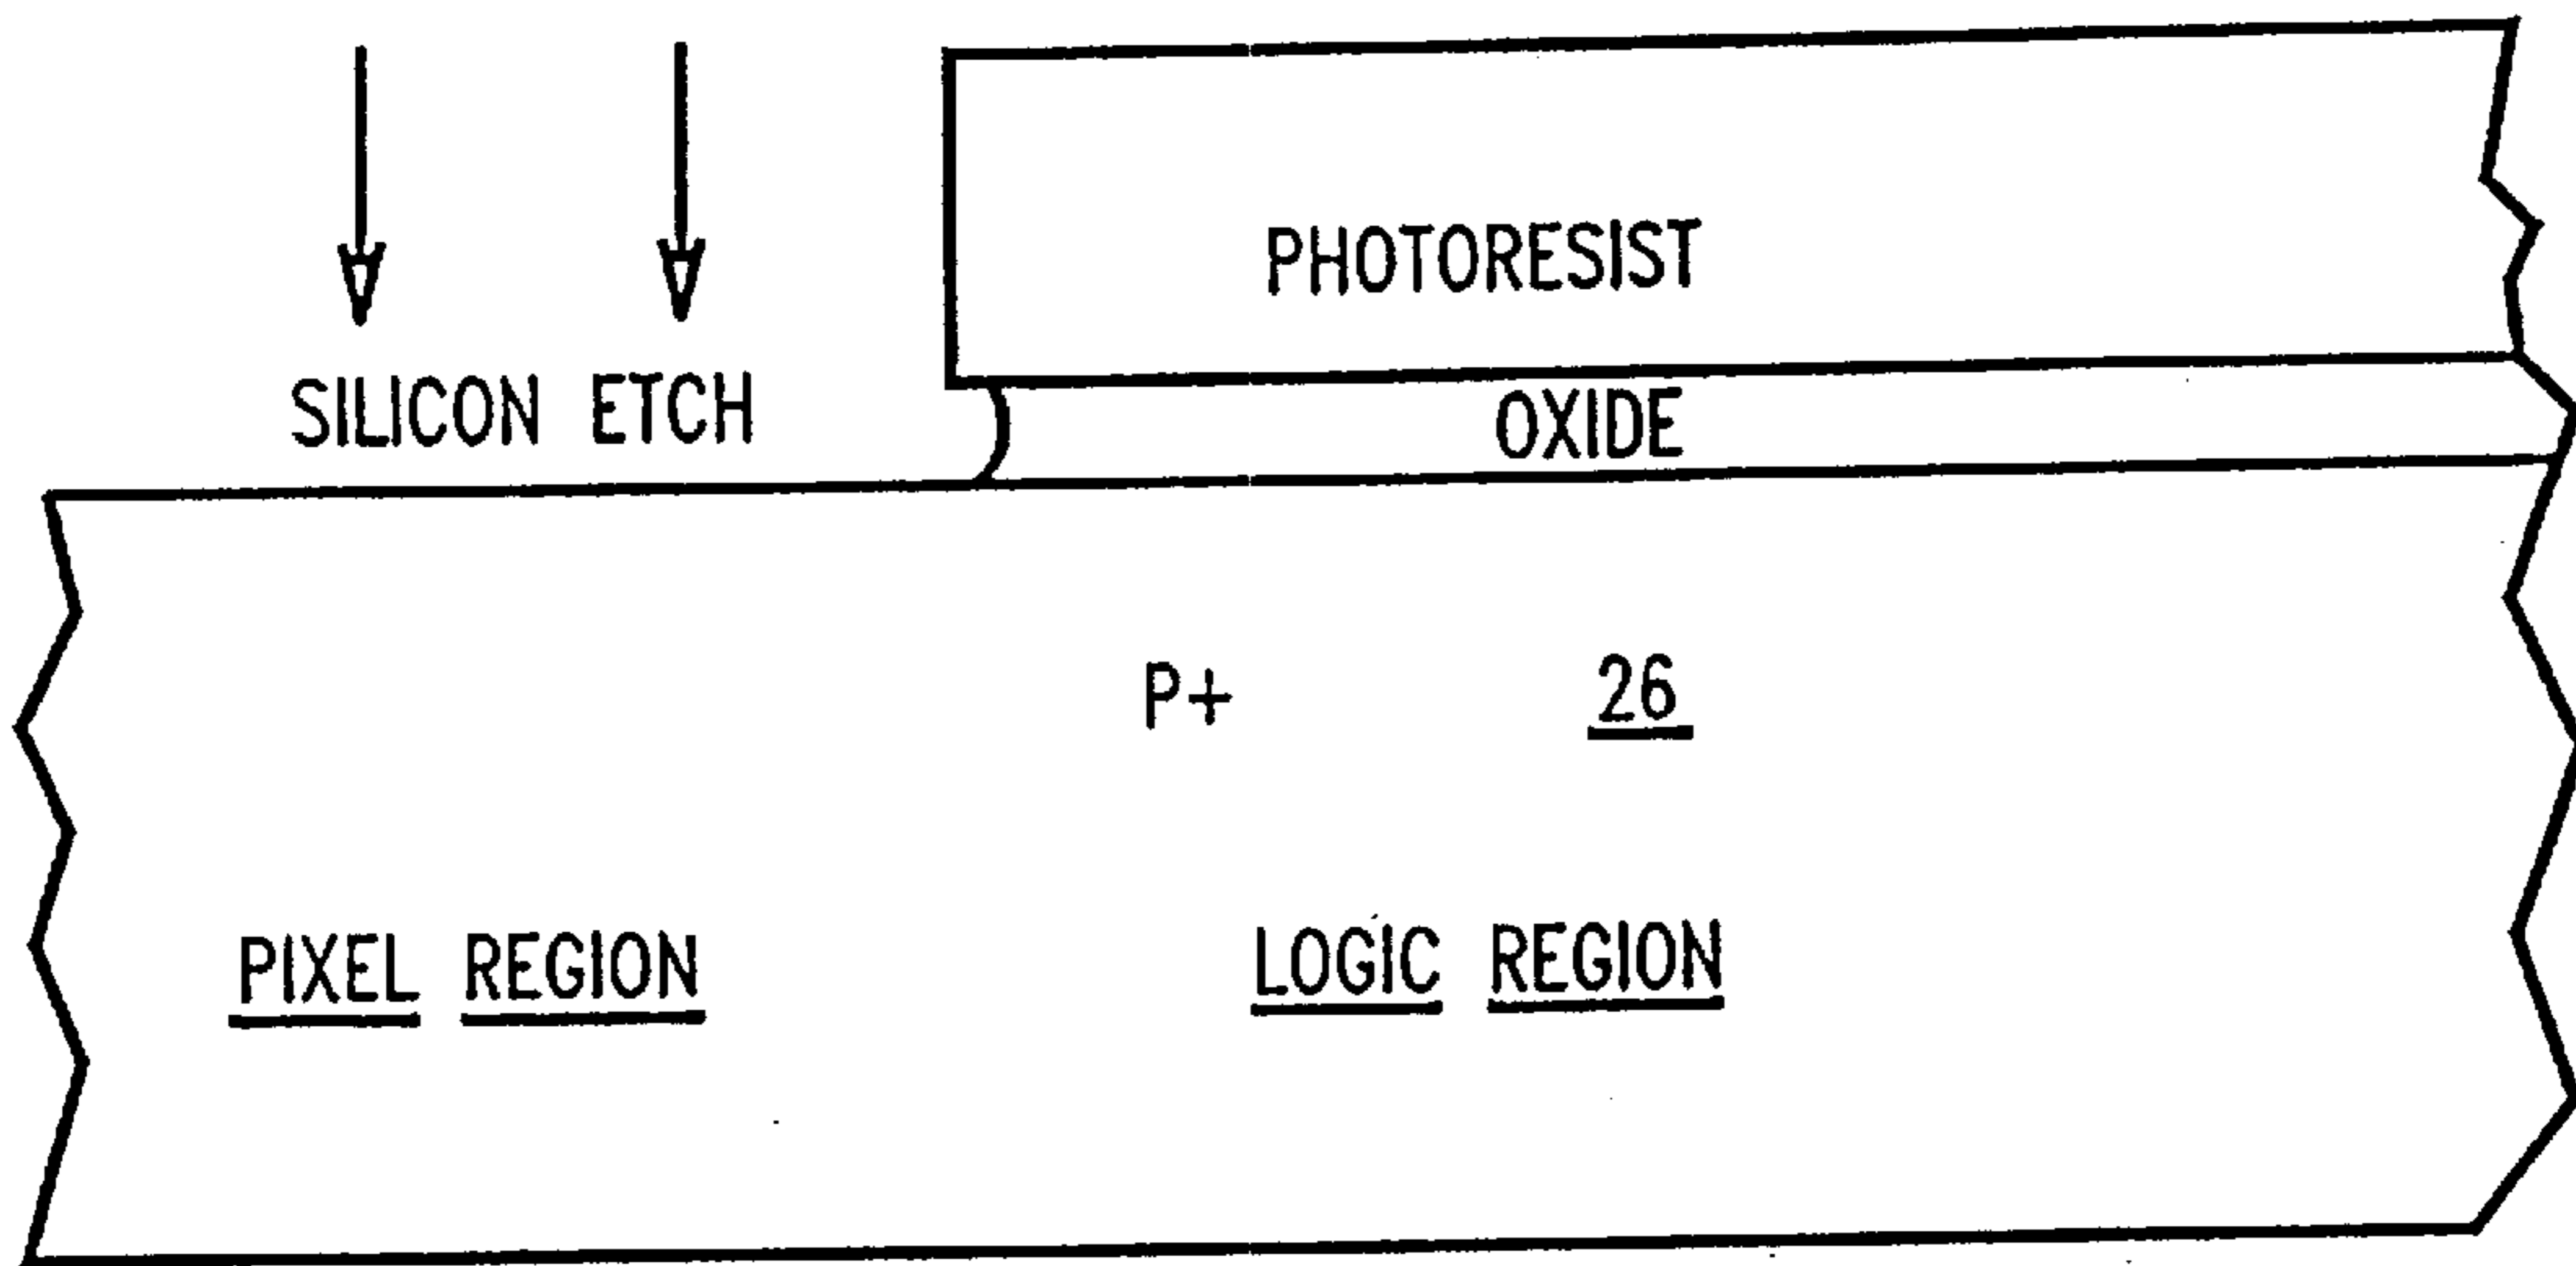 PHOTORESIST
SILICON ETCH
OXIDE
P+ 26
PIXEL REGION
LOGIC REGION